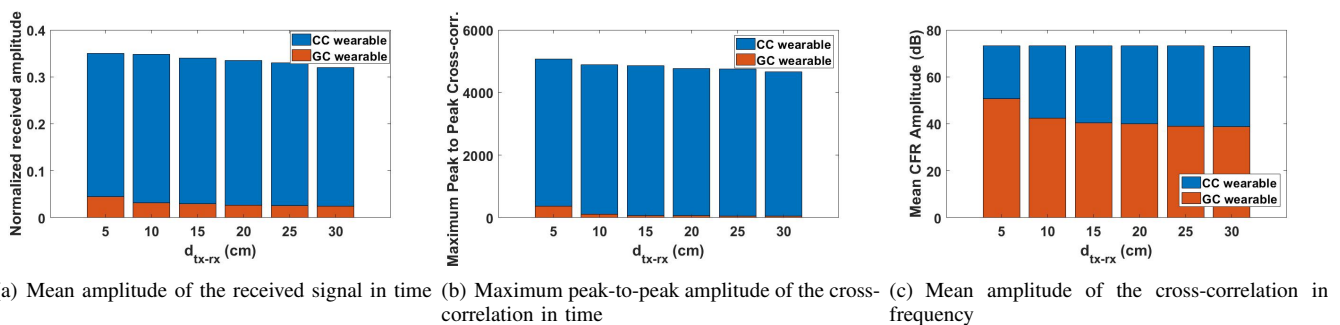 Normalized received amplitude
0.4
0.3
0.2
0.1
0
CC wearable
GC wearable
5 10 15 20 25 30
d_tx-rx (cm)
Maximum Peak to Peak Cross-corr.
6000
4000
2000
0
CC wearable
GC wearable
5 10 15 20 25 30
d_tx-rx (cm)
Mean CFR Amplitude (dB)
80
60
40
20
0
CC wearable
GC wearable
5 10 15 20 25 30
d_tx-rx (cm)
a) Mean amplitude of the received signal in time
(b) Maximum peak-to-peak amplitude of the cross-
correlation in time
(c) Mean amplitude of the cross-correlation in
frequency